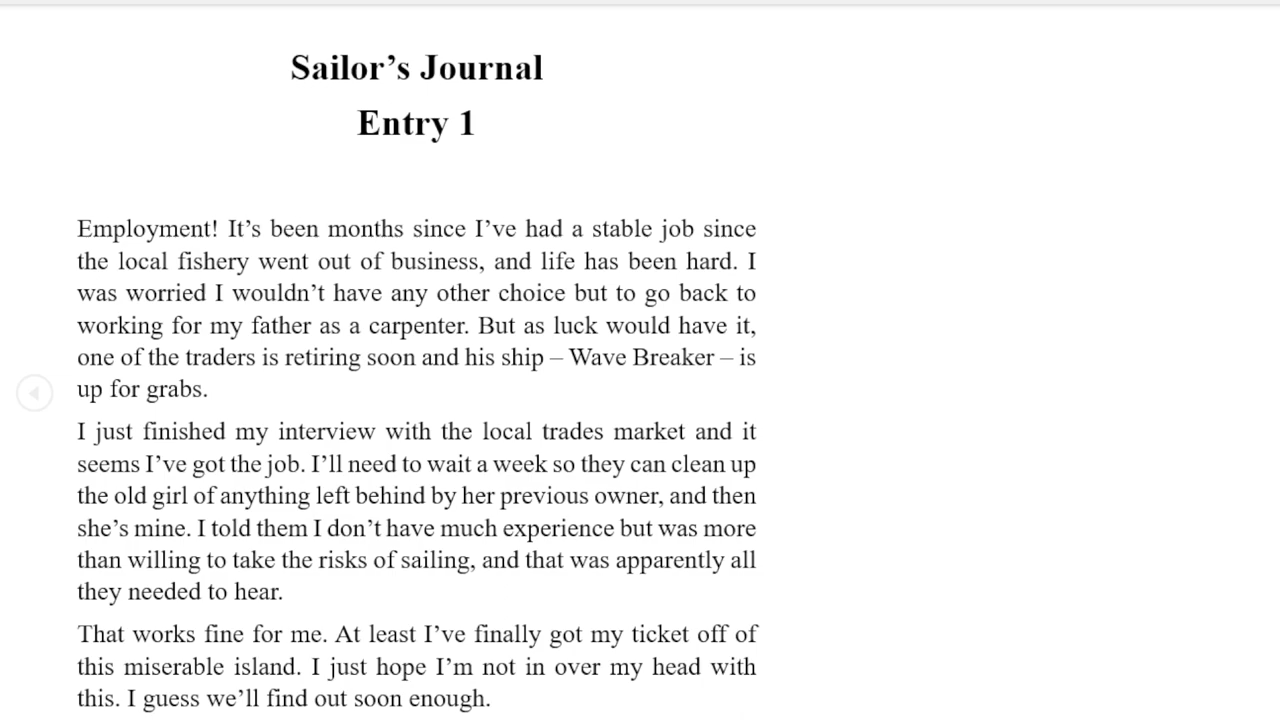 Sailor’s Journal
Entry 1
Employment! It’s been months since I’ve had a stable job since
the local fishery went out of business, and life has been hard. I
was worried I wouldn’t have any other choice but to go back to
working for my father as a carpenter. But as luck would have it,
one of the traders is retiring soon and his ship – Wave Breaker – is
up for grabs.
I just finished my interview with the local trades market and it
seems I’ve got the job. I’ll need to wait a week so they can clean up
the old girl of anything left behind by her previous owner, and then
she’s mine. I told them I don’t have much experience but was more
than willing to take the risks of sailing, and that was apparently all
they needed to hear.
That works fine for me. At least I’ve finally got my ticket off of
this miserable island. I just hope I’m not in over my head with
this. I guess we’ll find out soon enough.